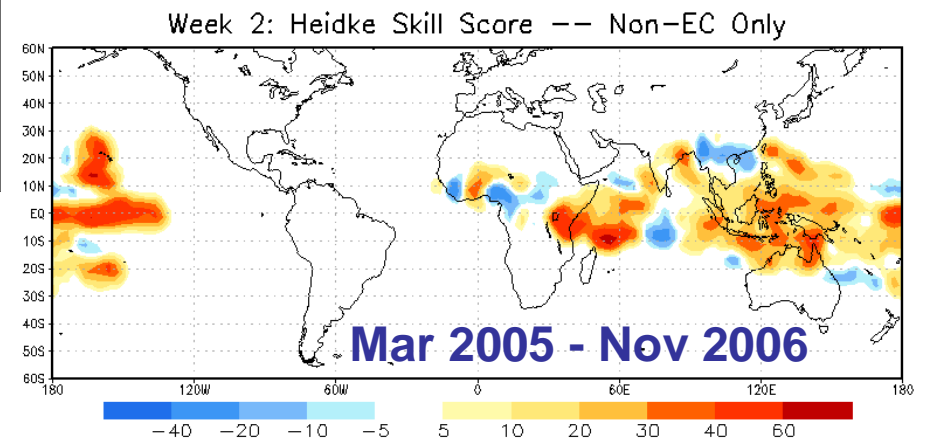 Week 2: Heidke Skill Score -- Non-EC Only
60N
50N
40N
30N
20N
10N
EQ
10S
20S
30S
40S
50S
60S
Mar 2005 - Nov 2006
180 120W 60W 0 60E 120E 180
-40 -20 -10 -5 5 10 20 30 40 60